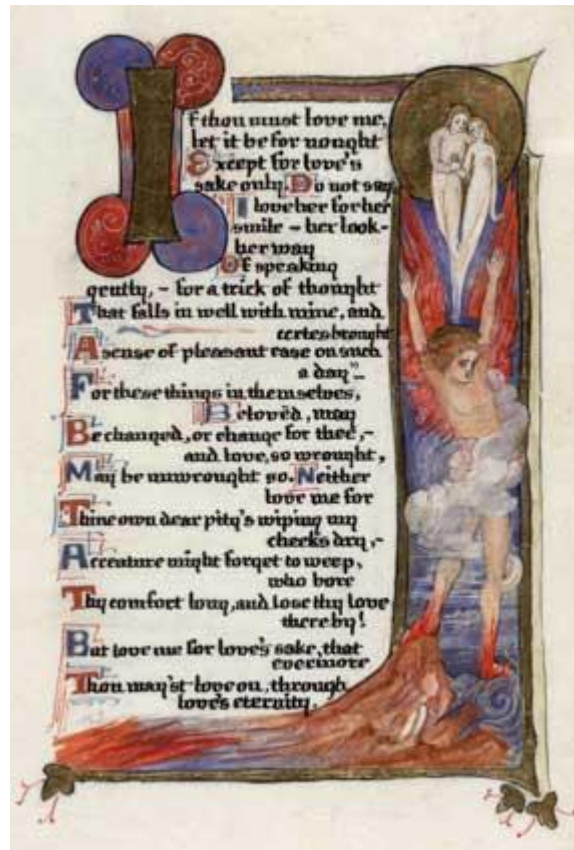 If thou must love me,
let it be for nought
Except for love's
sake only. Do not say
I love her for her
smile – her look –
her way
Of speaking
gently, – for a trick of thought
That falls in well with mine, and
certes brought
A sense of pleasant ease on such
a day" –
For these things in themselves,
Belovëd, may
Be changed, or change for thee, –
and love, so wrought,
May be unwrought so. Neither
love me for
Thine own dear pity's wiping my
cheeks dry, –
A creature might forget to weep,
who bore
Thy comfort long, and lose thy love
thereby!
But love me for love's sake, that
evermore
Thou may'st love on, through
love's eternity.